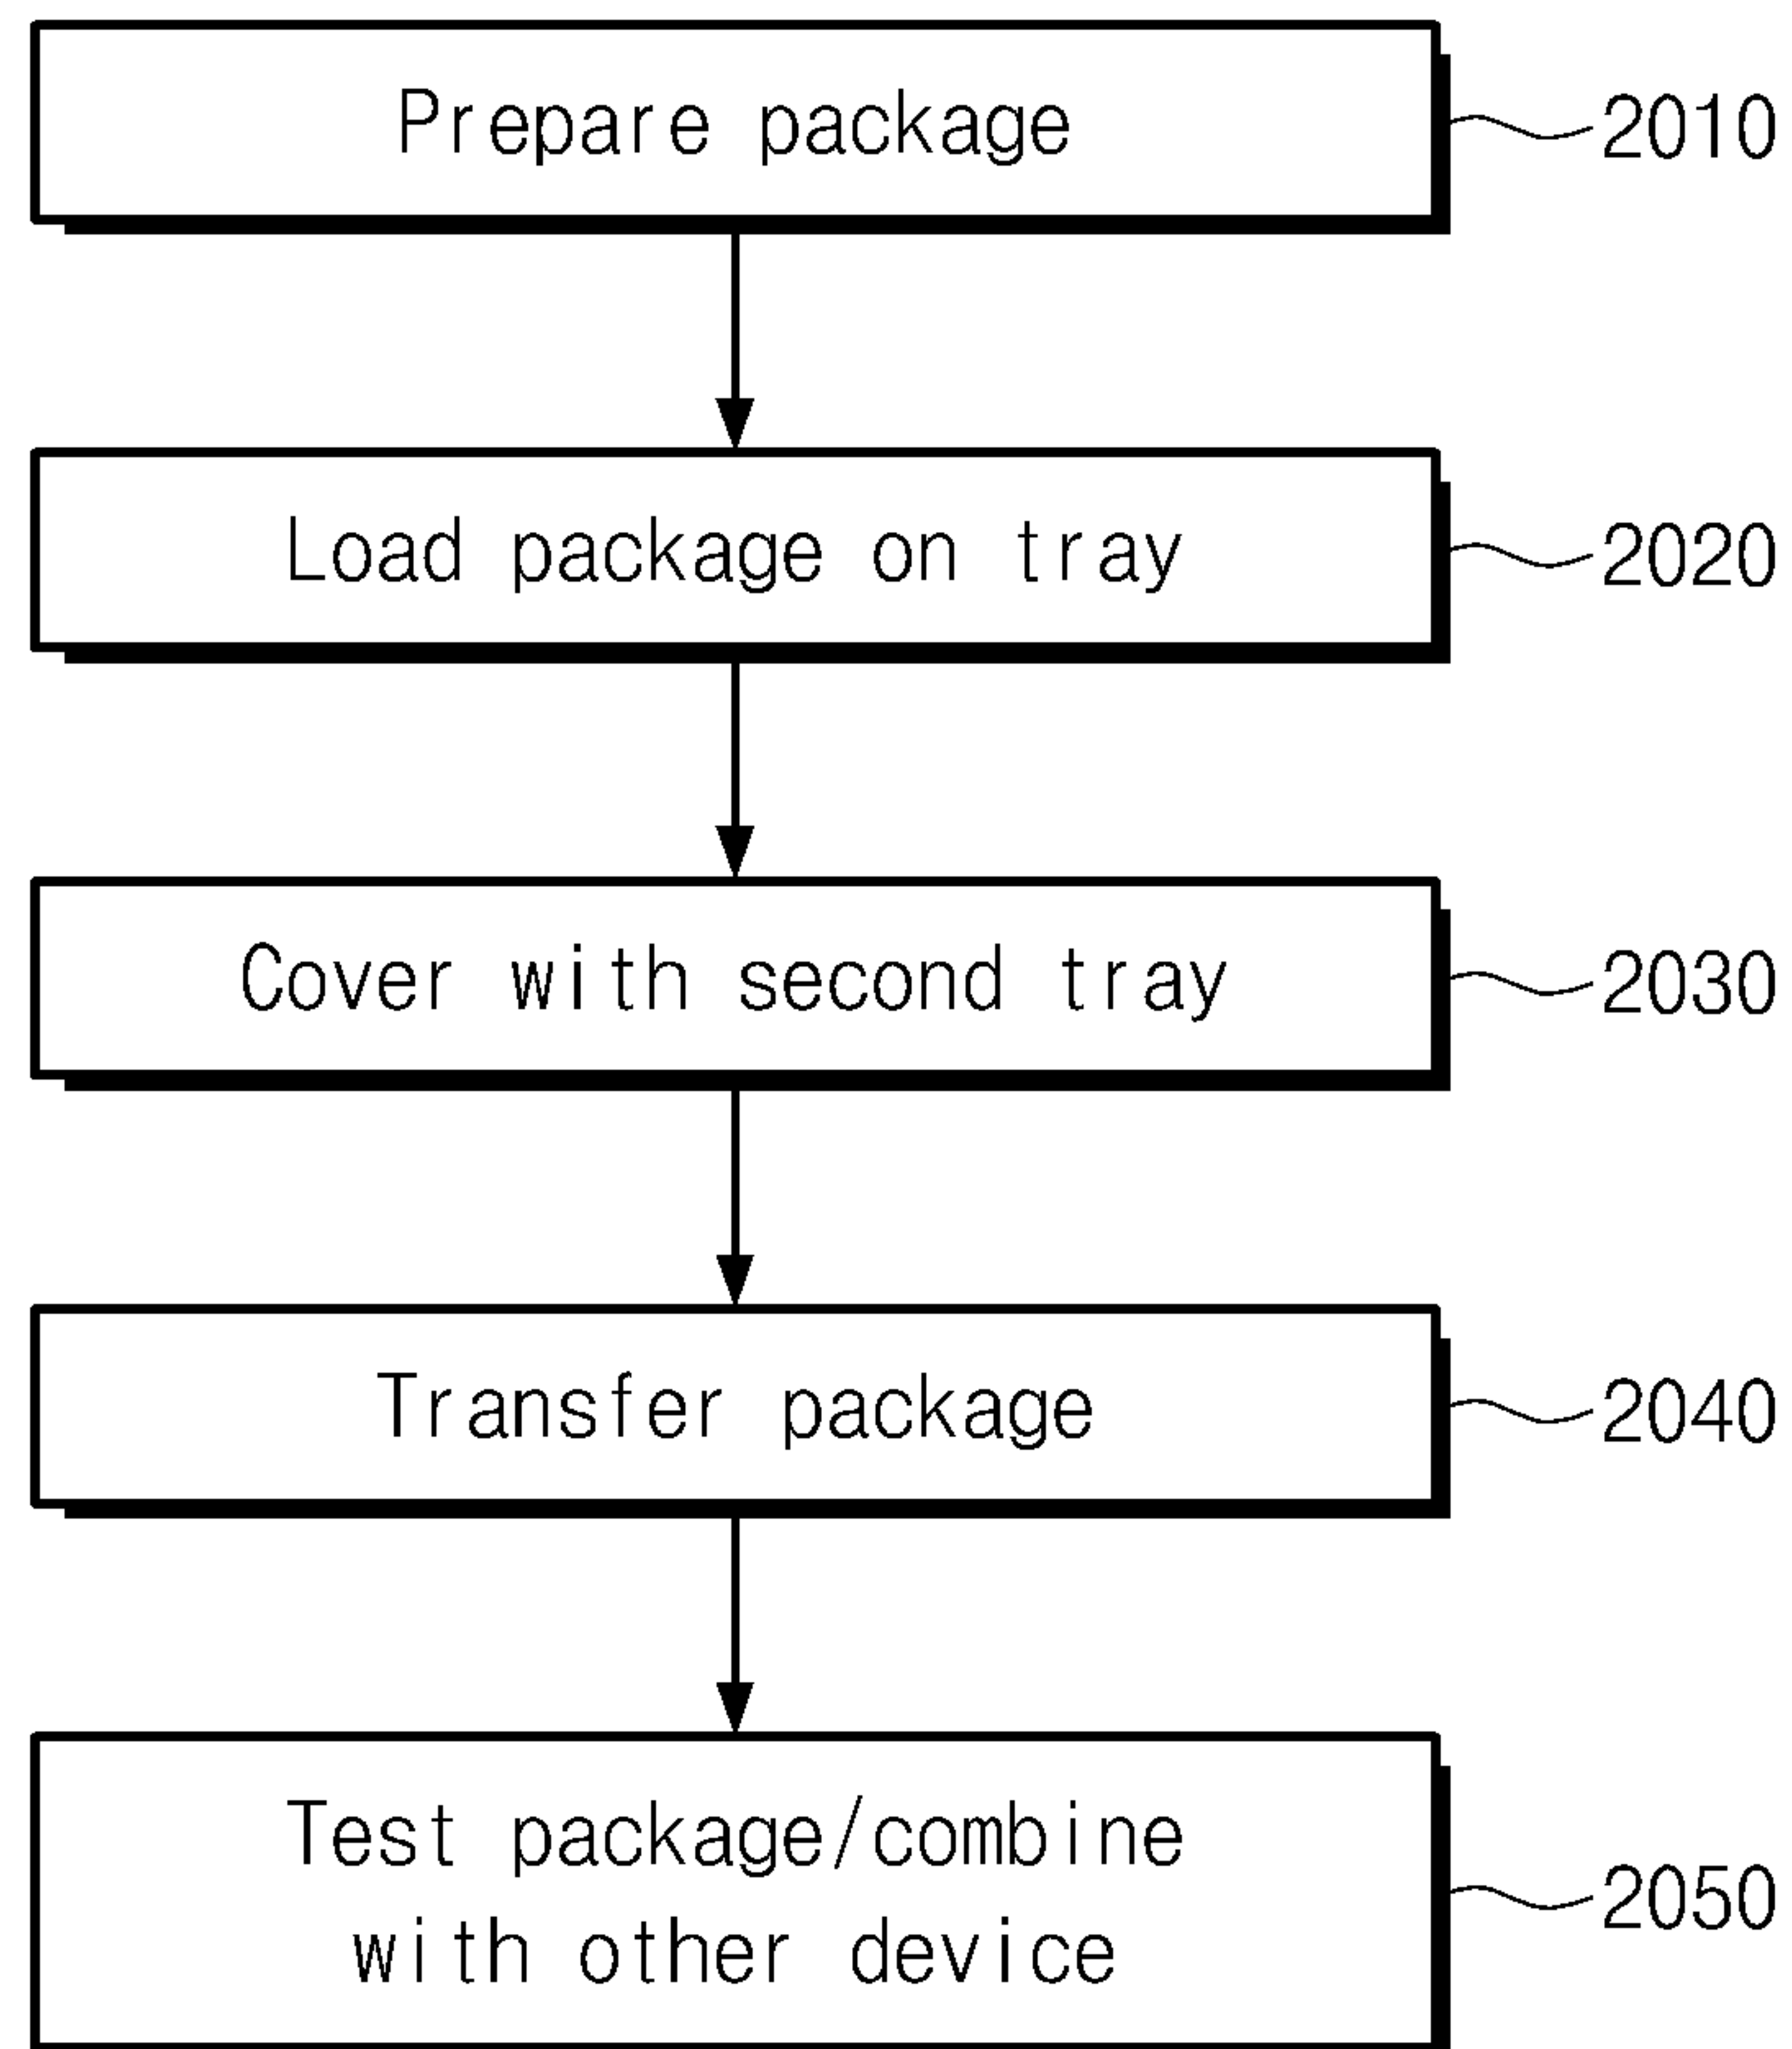 Prepare package
2010
Load package on tray
2020
Cover with second tray
2030
Transfer package
2040
Test package/combine
with other device
2050